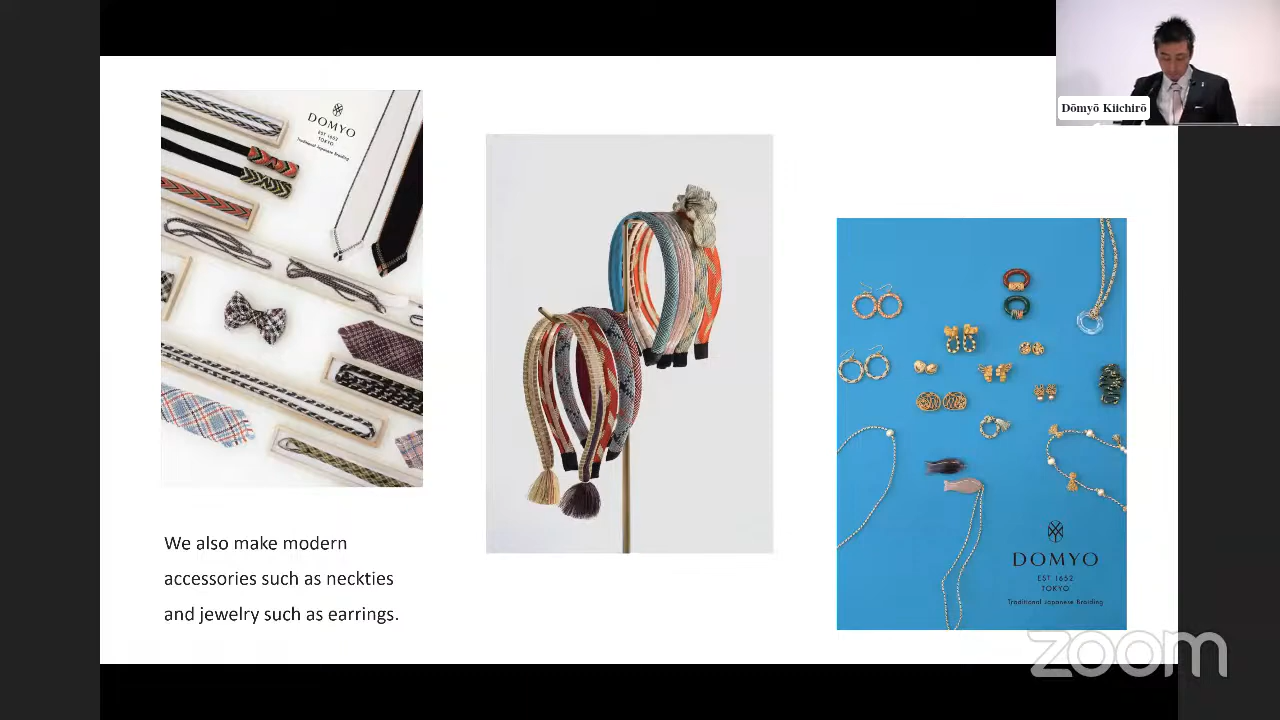 Dōmyō Kiichirō
DOMYO
EST 1652
TOKYO
Traditional Japanese Braiding
We also make modern
accessories such as neckties
and jewelry such as earrings.
DOMYO
EST 1652
TOKYO
Traditional Japanese Braiding
zoom